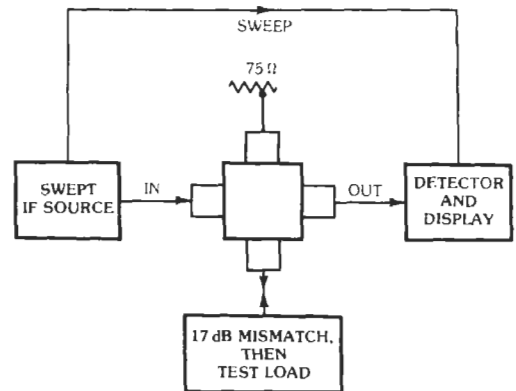 SWEEP
75 Ω
SWEPT
IF SOURCE
IN
OUT
DETECTOR
AND
DISPLAY
17 dB MISMATCH,
THEN
TEST LOAD